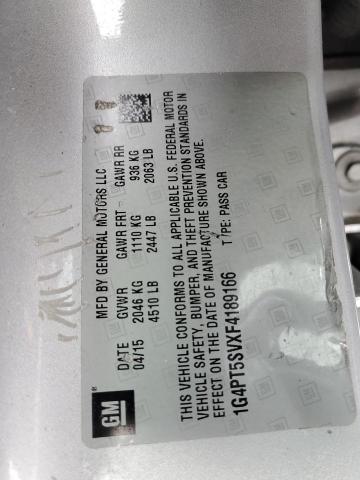 GM
MFD BY GENERAL MOTORS LLC
DATE GVWR GAWR FRT GAWR RR
04/15 2046 KG 1110 KG 936 KG
4510 LB 2447 LB 2063 LB
THIS VEHICLE CONFORMS TO ALL APPLICABLE U.S. FEDERAL MOTOR
VEHICLE SAFETY, BUMPER, AND THEFT PREVENTION STANDARDS IN
EFFECT ON THE DATE OF MANUFACTURE SHOWN ABOVE.
1G4PT5SVXF4169166 TYPE: PASS CAR